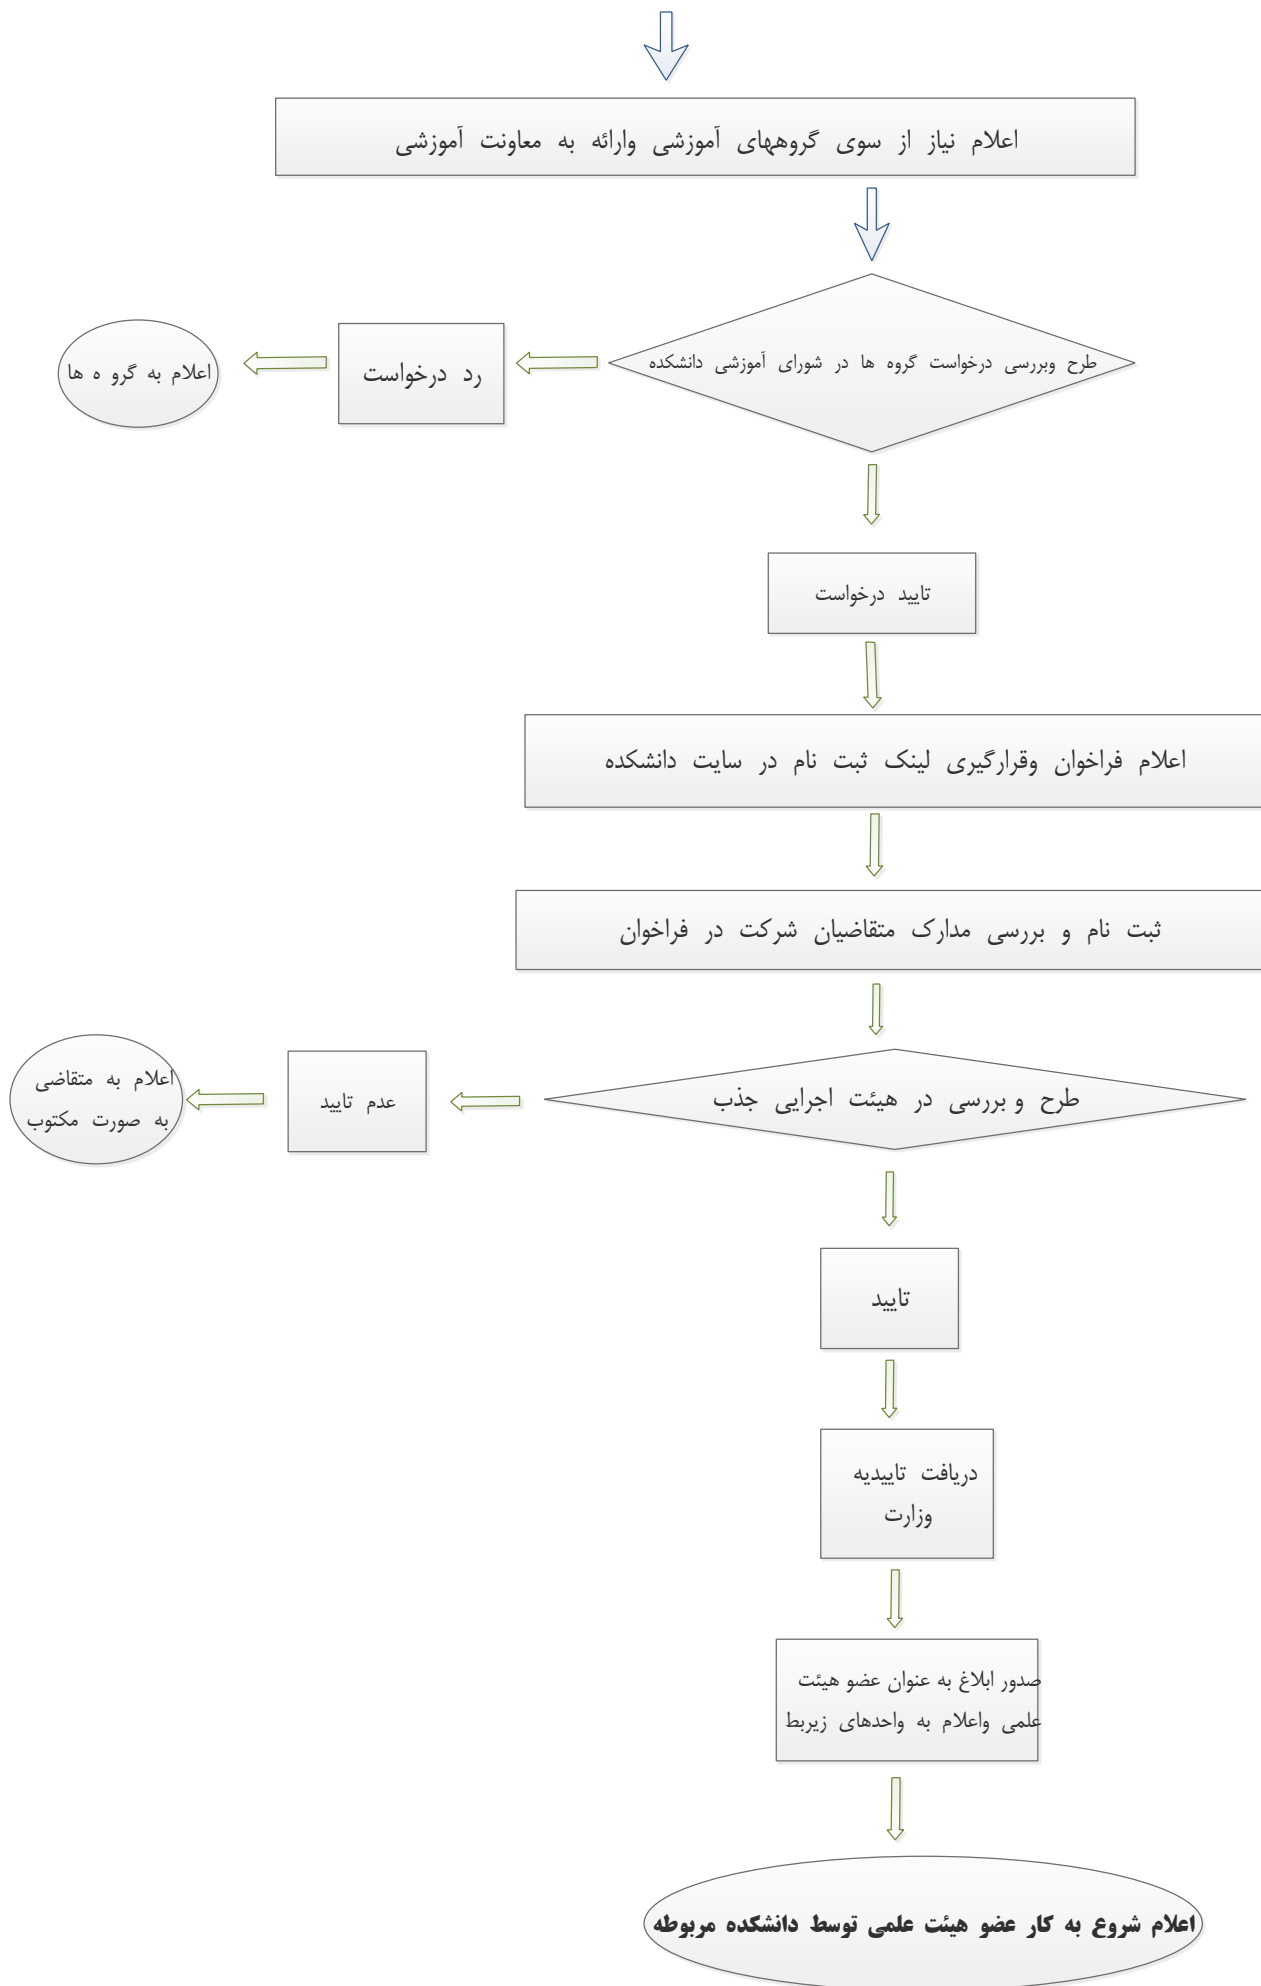 اعلام نیاز از سوی گروههای آموزشی وارائه به معاونت آموزشی
طرح وبررسی درخواست گروه ها در شورای آموزشی دانشکده
رد درخواست
اعلام به گرو ه ها
تایید درخواست
اعلام فراخوان وقرارگیری لینک ثبت نام در سایت دانشکده
ثبت نام و بررسی مدارک متقاضیان شرکت در فراخوان
طرح و بررسی در هیئت اجرایی جذب
عدم تایید
اعلام به متقاضی
به صورت مکتوب
تایید
دریافت تاییدیه
وزارت
صدور ابلاغ به عنوان عضو هیئت
علمی واعلام به واحدهای زیربط
اعلام شروع به کار عضو هیئت علمی توسط دانشکده مربوطه